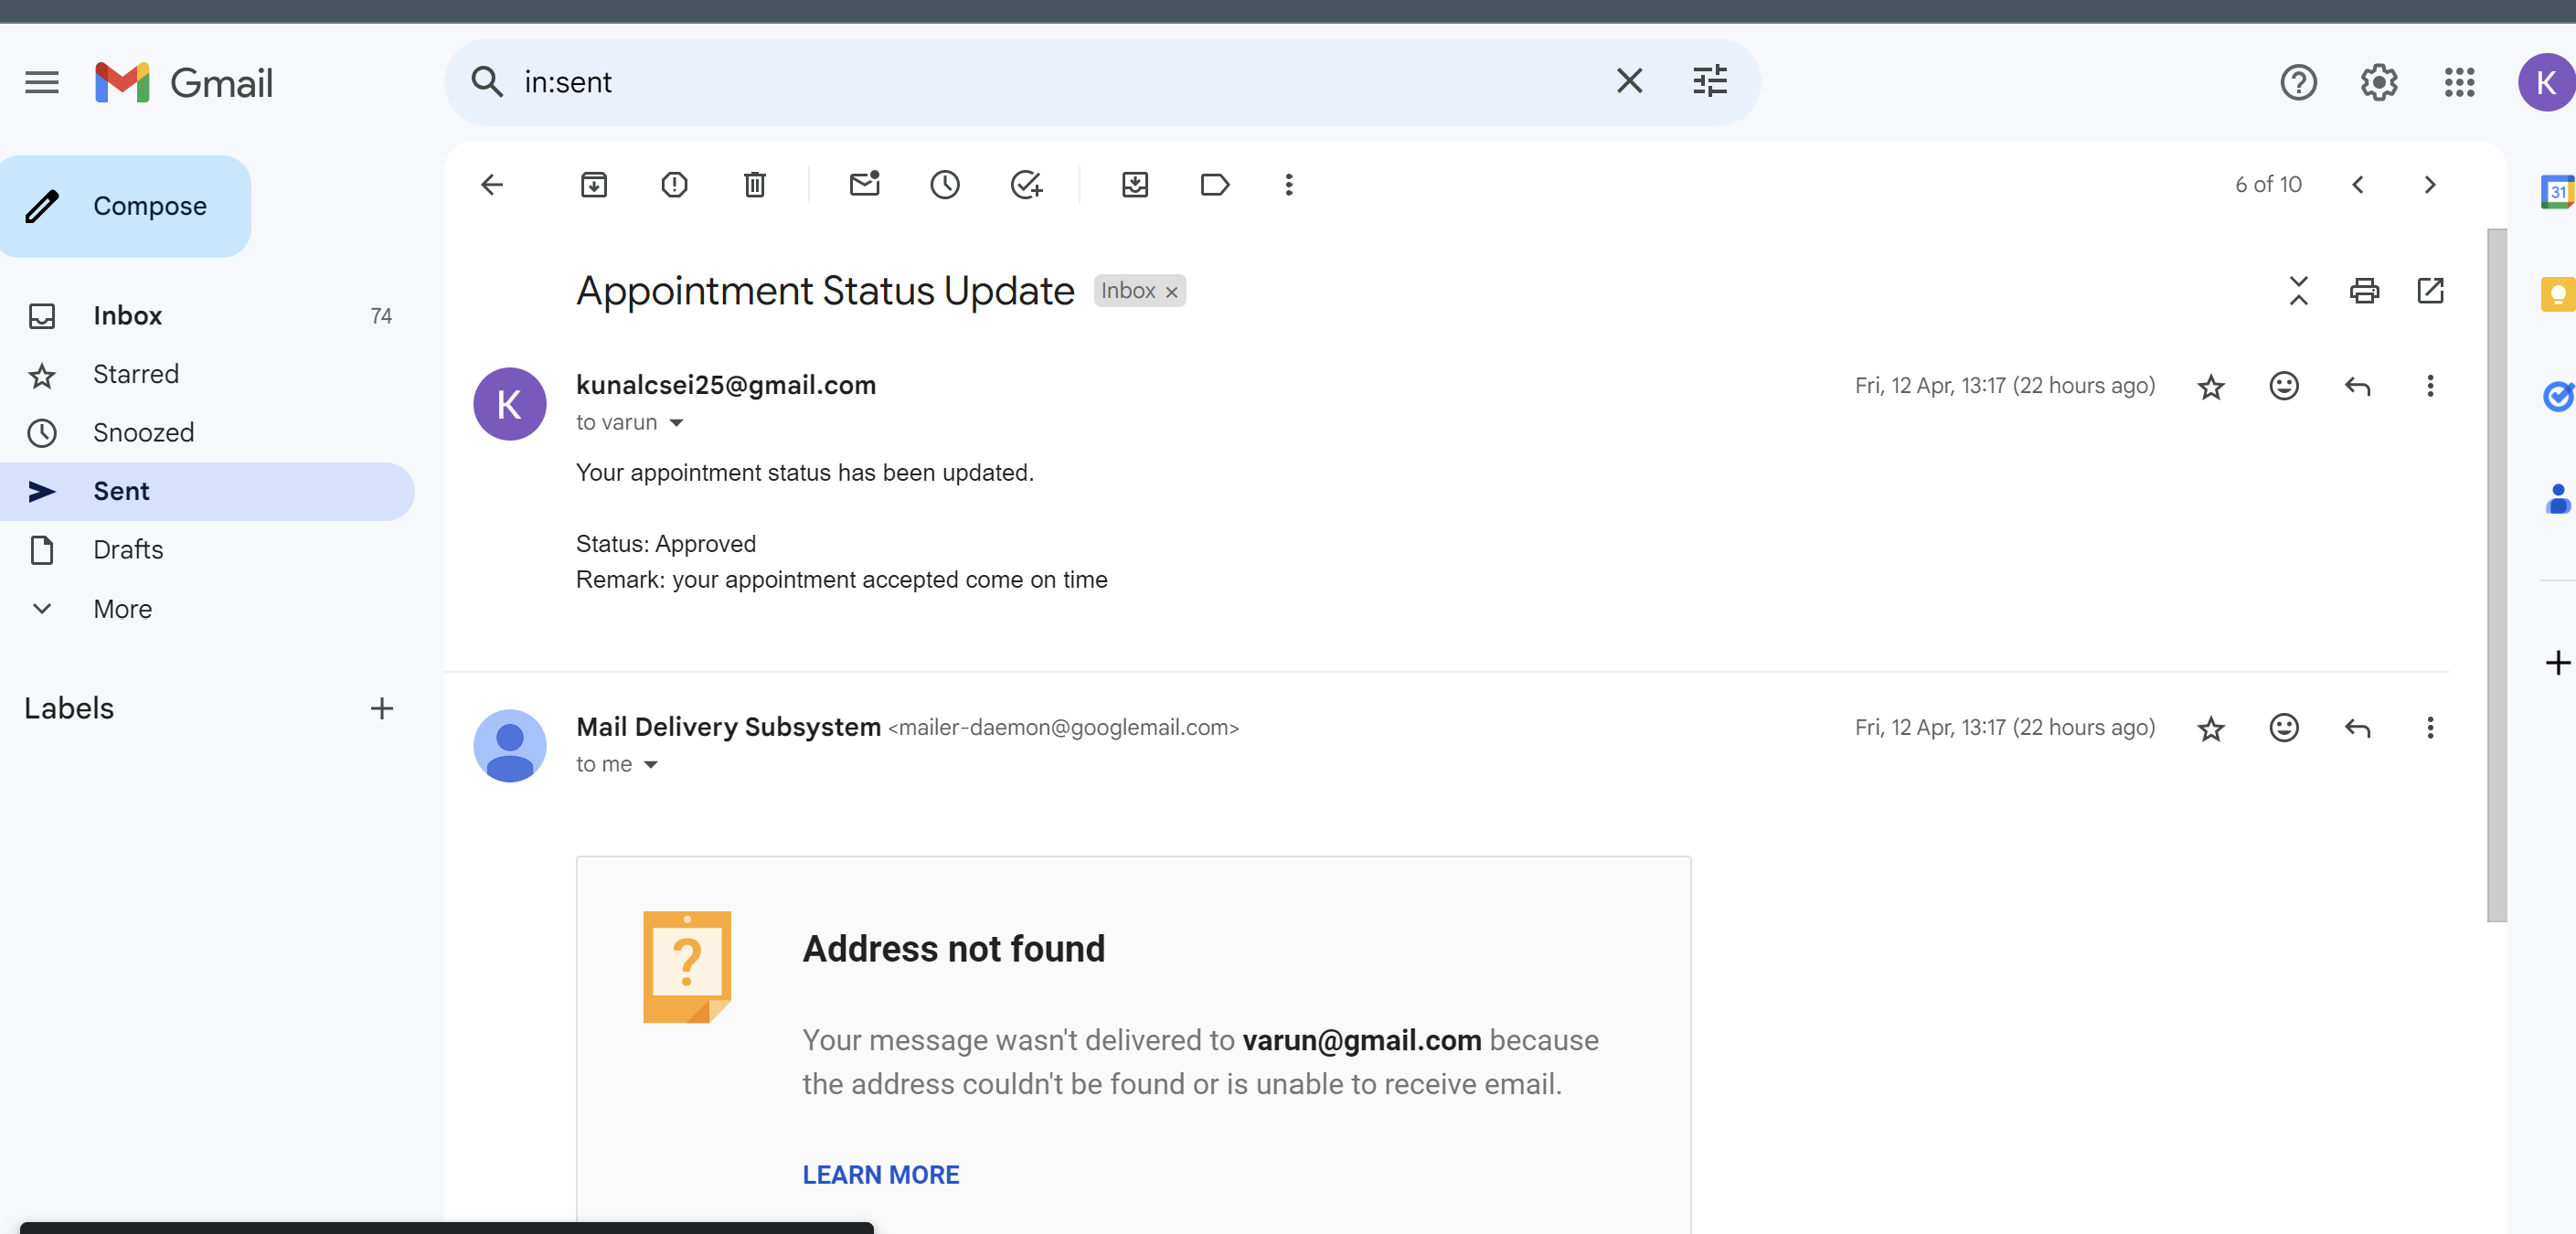 Gmail
in:sent
K
Compose
6 of 10
31
Appointment Status Update
Inbox ×
Inbox 74
Starred
Snoozed
Sent
Drafts
More
Labels
K
kunalcsei25@gmail.com
Fri, 12 Apr, 13:17 (22 hours ago)
to varun
Your appointment status has been updated.
Status: Approved
Remark: your appointment accepted come on time
Mail Delivery Subsystem <mailer-daemon@googlemail.com>
Fri, 12 Apr, 13:17 (22 hours ago)
to me
?
Address not found
Your message wasn't delivered to varun@gmail.com because
the address couldn't be found or is unable to receive email.
LEARN MORE